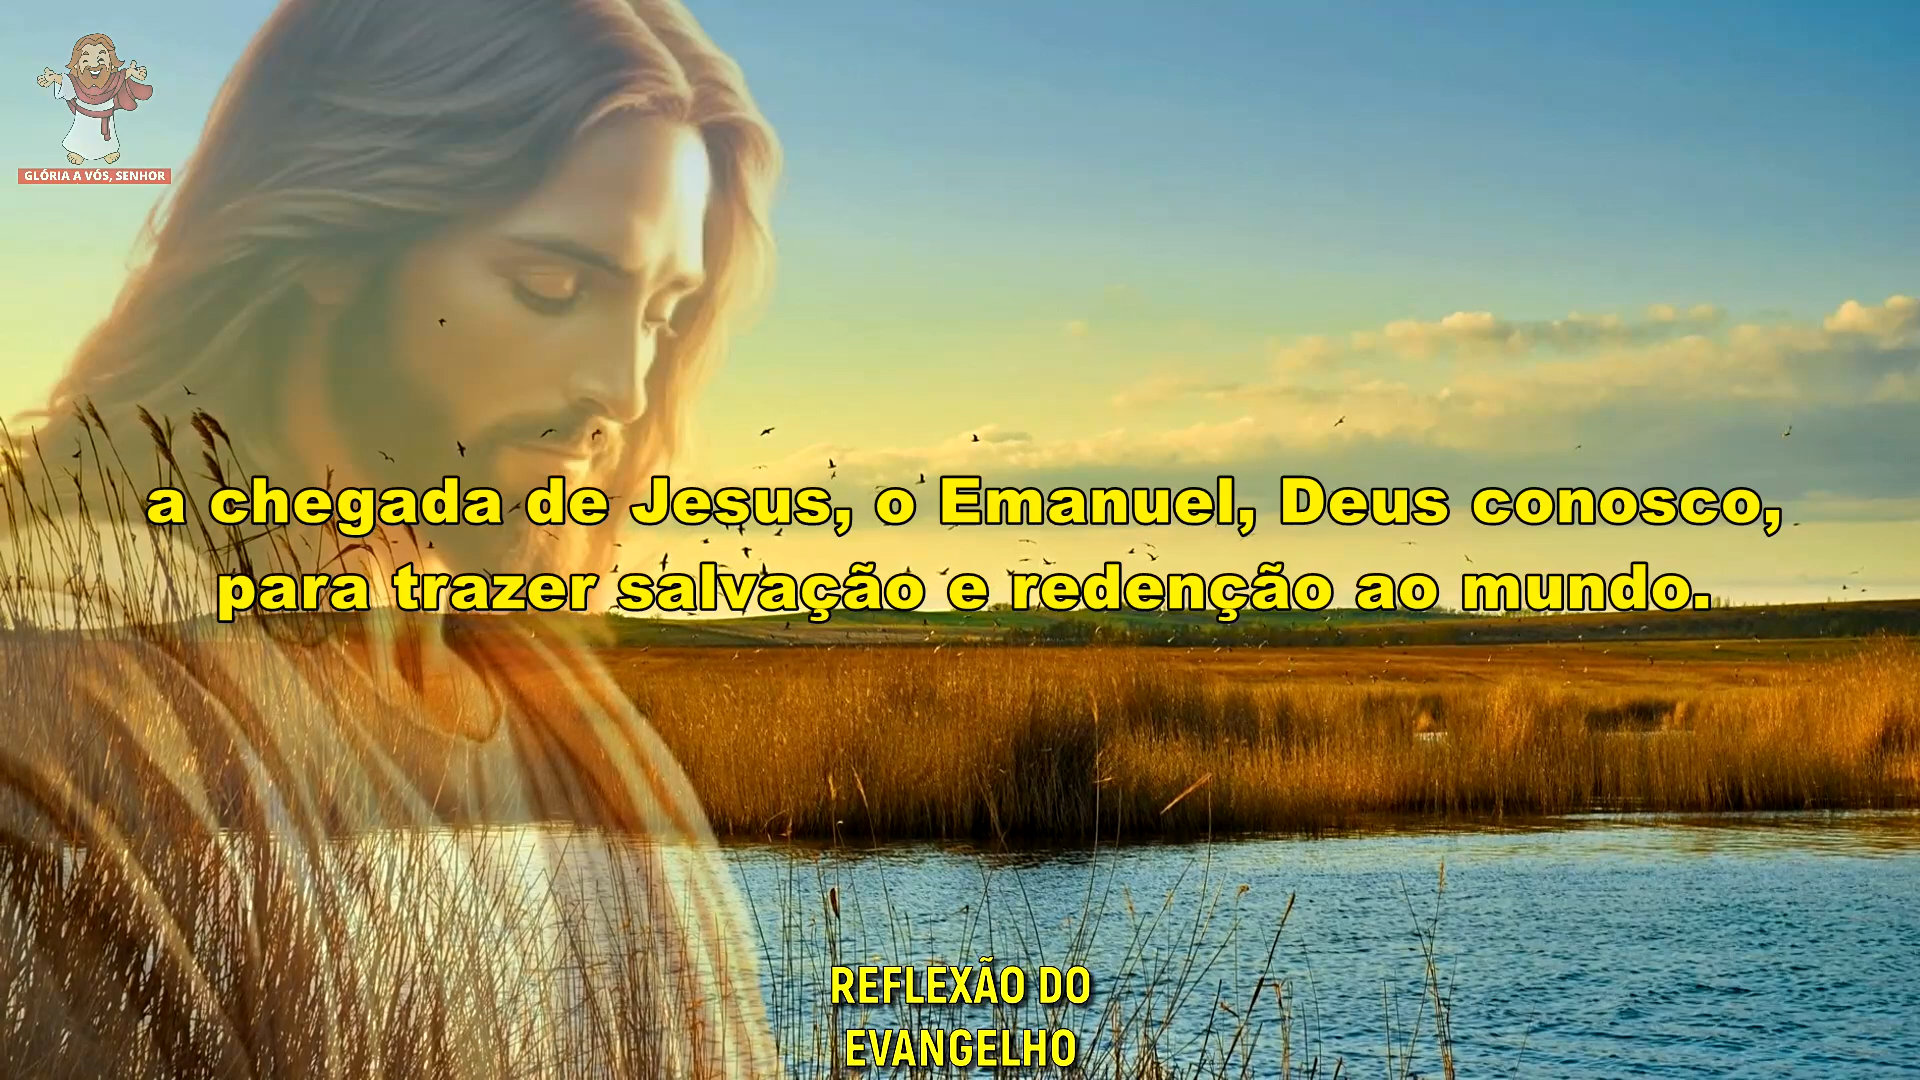 GLÓRIA A VÓS, SENHOR
a chegada de Jesus, o Emanuel, Deus conosco,
para trazer salvação e redenção ao mundo.
REFLEXÃO DO
EVANGELHO